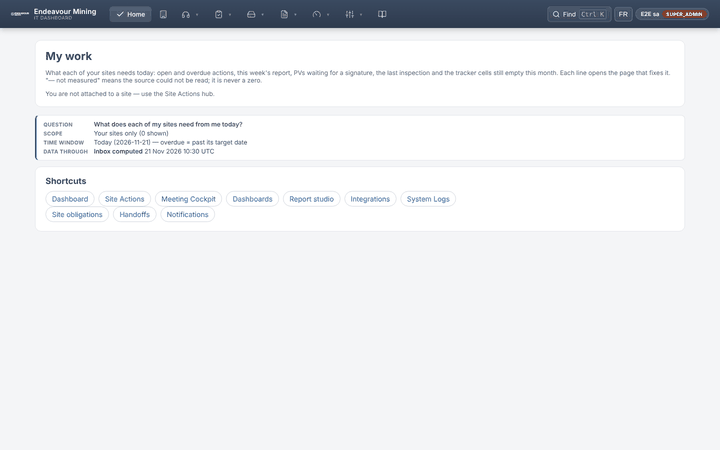 Endeavour Mining
IT DASHBOARD
Home
Find Ctrl K
FR
E2E sa SUPER_ADMIN
My work
What each of your sites needs today: open and overdue actions, this week's report, PVs waiting for a signature, the last inspection and the tracker cells still empty this month. Each line opens the page that fixes it.
"— not measured" means the source could not be read; it is never a zero.
You are not attached to a site — use the Site Actions hub.
QUESTION What does each of my sites need from me today?
SCOPE Your sites only (0 shown)
TIME WINDOW Today (2026-11-21) — overdue = past its target date
DATA THROUGH Inbox computed 21 Nov 2026 10:30 UTC
Shortcuts
Dashboard Site Actions Meeting Cockpit Dashboards Report studio Integrations System Logs
Site obligations Handoffs Notifications